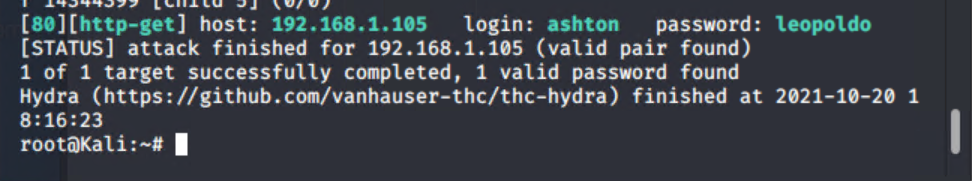 14344399 [child 5] (0/0)
[80][http-get] host: 192.168.1.105   login: ashton   password: leopoldo
[STATUS] attack finished for 192.168.1.105 (valid pair found)
1 of 1 target successfully completed, 1 valid password found
Hydra (https://github.com/vanhauser-thc/thc-hydra) finished at 2021-10-20 1
8:16:23
root@Kali:~#